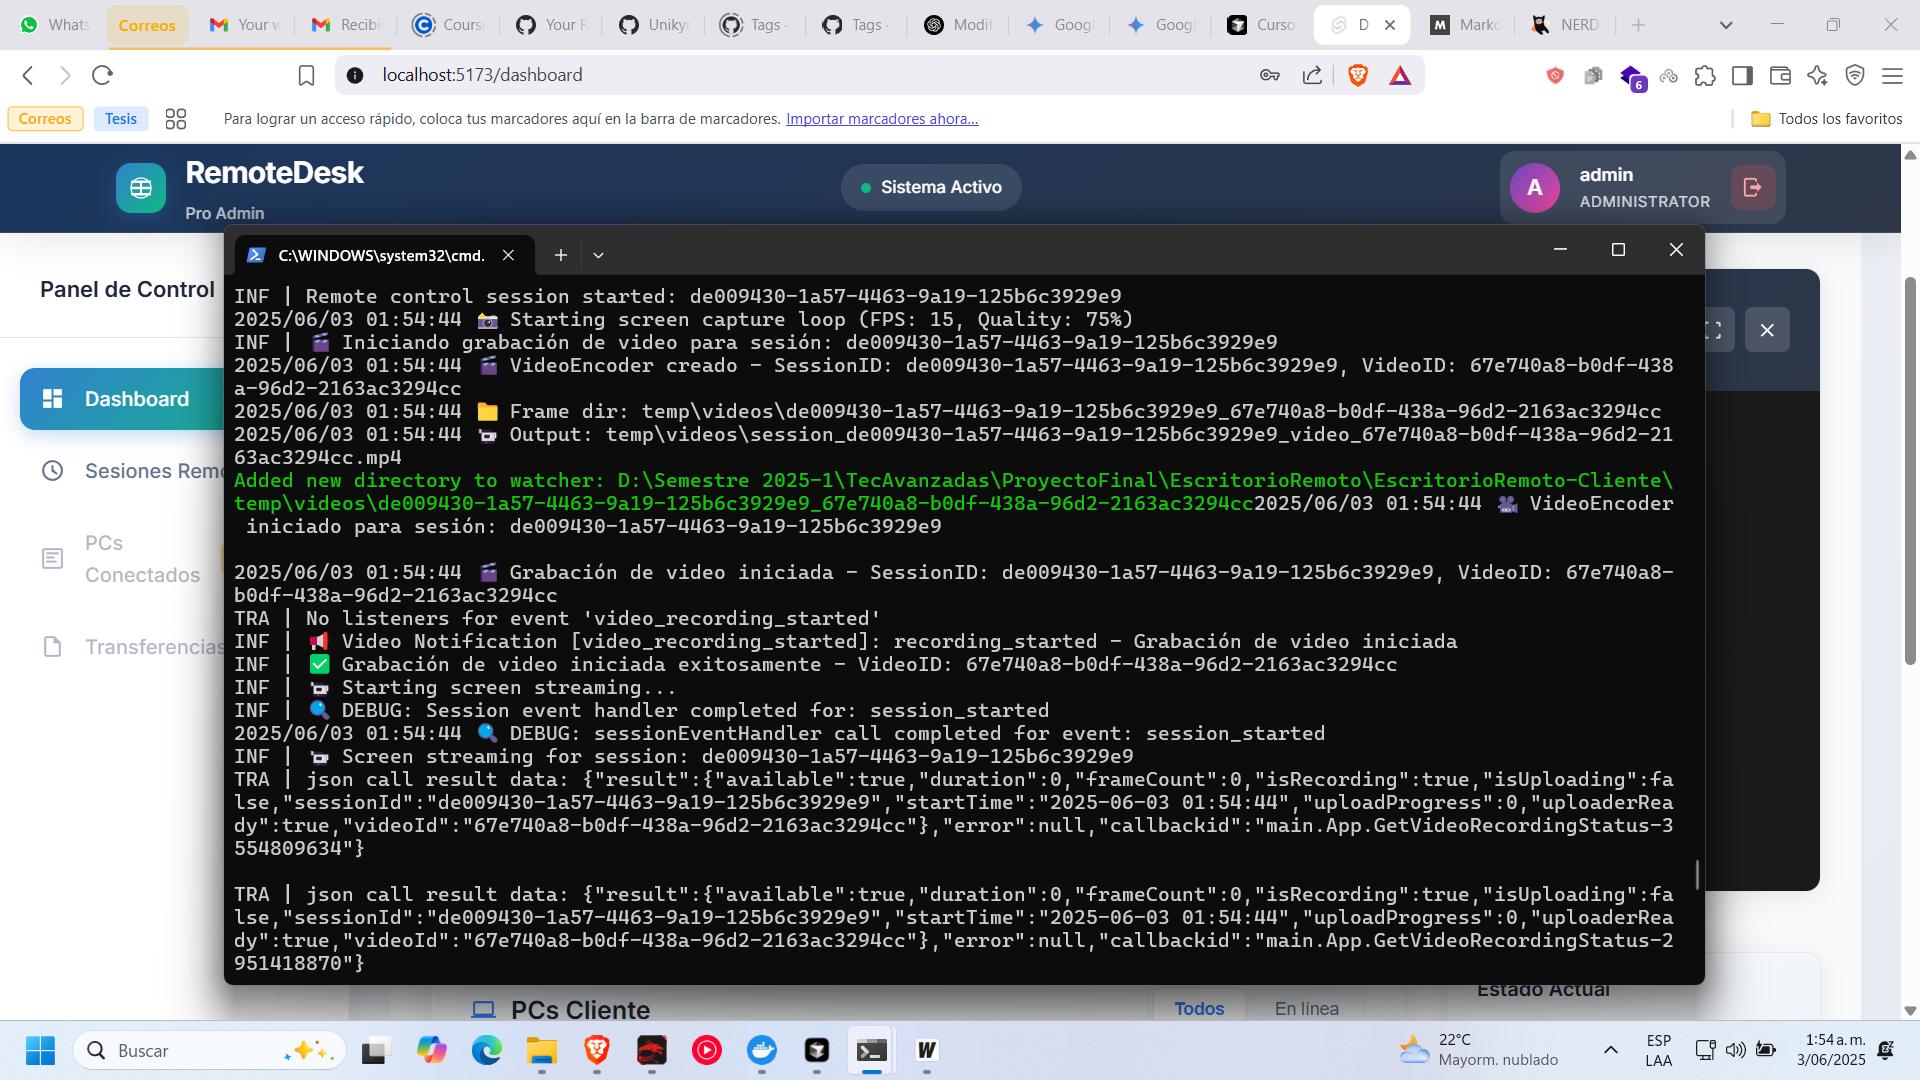 Whats
Correos
Your w
Recibi
Cours
Your R
Uniky
Tags ·
Tags ·
Modif
Googl
Googl
Curso
D
Mark
NERD
localhost:5173/dashboard
6
Correos
Tesis
Para lograr un acceso rápido, coloca tus marcadores aquí en la barra de marcadores. Importar marcadores ahora...
Todos los favoritos
RemoteDesk
Pro Admin
Sistema Activo
A
admin
ADMINISTRATOR
Panel de Control
Dashboard
Sesiones Remo
PCs
Conectados
Transferencias
C:\WINDOWS\system32\cmd.
INF | Remote control session started: de009430-1a57-4463-9a19-125b6c3929e9
2025/06/03 01:54:44 📷 Starting screen capture loop (FPS: 15, Quality: 75%)
INF | 🎬 Iniciando grabación de video para sesión: de009430-1a57-4463-9a19-125b6c3929e9
2025/06/03 01:54:44 🎬 VideoEncoder creado - SessionID: de009430-1a57-4463-9a19-125b6c3929e9, VideoID: 67e740a8-b0df-438
a-96d2-2163ac3294cc
2025/06/03 01:54:44 📁 Frame dir: temp\videos\de009430-1a57-4463-9a19-125b6c3929e9_67e740a8-b0df-438a-96d2-2163ac3294cc
2025/06/03 01:54:44 📹 Output: temp\videos\session_de009430-1a57-4463-9a19-125b6c3929e9_video_67e740a8-b0df-438a-96d2-21
63ac3294cc.mp4
Added new directory to watcher: D:\Semestre 2025-1\TecAvanzadas\ProyectoFinal\EscritorioRemoto\EscritorioRemoto-Cliente\
temp\videos\de009430-1a57-4463-9a19-125b6c3929e9_67e740a8-b0df-438a-96d2-2163ac3294cc2025/06/03 01:54:44 🎥 VideoEncoder
iniciado para sesión: de009430-1a57-4463-9a19-125b6c3929e9
2025/06/03 01:54:44 🎬 Grabación de video iniciada - SessionID: de009430-1a57-4463-9a19-125b6c3929e9, VideoID: 67e740a8-
b0df-438a-96d2-2163ac3294cc
TRA | No listeners for event 'video_recording_started'
INF | 📢 Video Notification [video_recording_started]: recording_started - Grabación de video iniciada
INF | ✅ Grabación de video iniciada exitosamente - VideoID: 67e740a8-b0df-438a-96d2-2163ac3294cc
INF | 📹 Starting screen streaming...
INF | 🔍 DEBUG: Session event handler completed for: session_started
2025/06/03 01:54:44 🔍 DEBUG: sessionEventHandler call completed for event: session_started
INF | 📹 Screen streaming for session: de009430-1a57-4463-9a19-125b6c3929e9
TRA | json call result data: {"result":{"available":true,"duration":0,"frameCount":0,"isRecording":true,"isUploading":fa
lse,"sessionId":"de009430-1a57-4463-9a19-125b6c3929e9","startTime":"2025-06-03 01:54:44","uploadProgress":0,"uploaderRea
dy":true,"videoId":"67e740a8-b0df-438a-96d2-2163ac3294cc"},"error":null,"callbackid":"main.App.GetVideoRecordingStatus-3
554809634"}
TRA | json call result data: {"result":{"available":true,"duration":0,"frameCount":0,"isRecording":true,"isUploading":fa
lse,"sessionId":"de009430-1a57-4463-9a19-125b6c3929e9","startTime":"2025-06-03 01:54:44","uploadProgress":0,"uploaderRea
dy":true,"videoId":"67e740a8-b0df-438a-96d2-2163ac3294cc"},"error":null,"callbackid":"main.App.GetVideoRecordingStatus-2
951418870"}
PCs Cliente
Todos
En línea
Estado Actual
Buscar
22°C
Mayorm. nublado
ESP
LAA
1:54 a. m.
3/06/2025